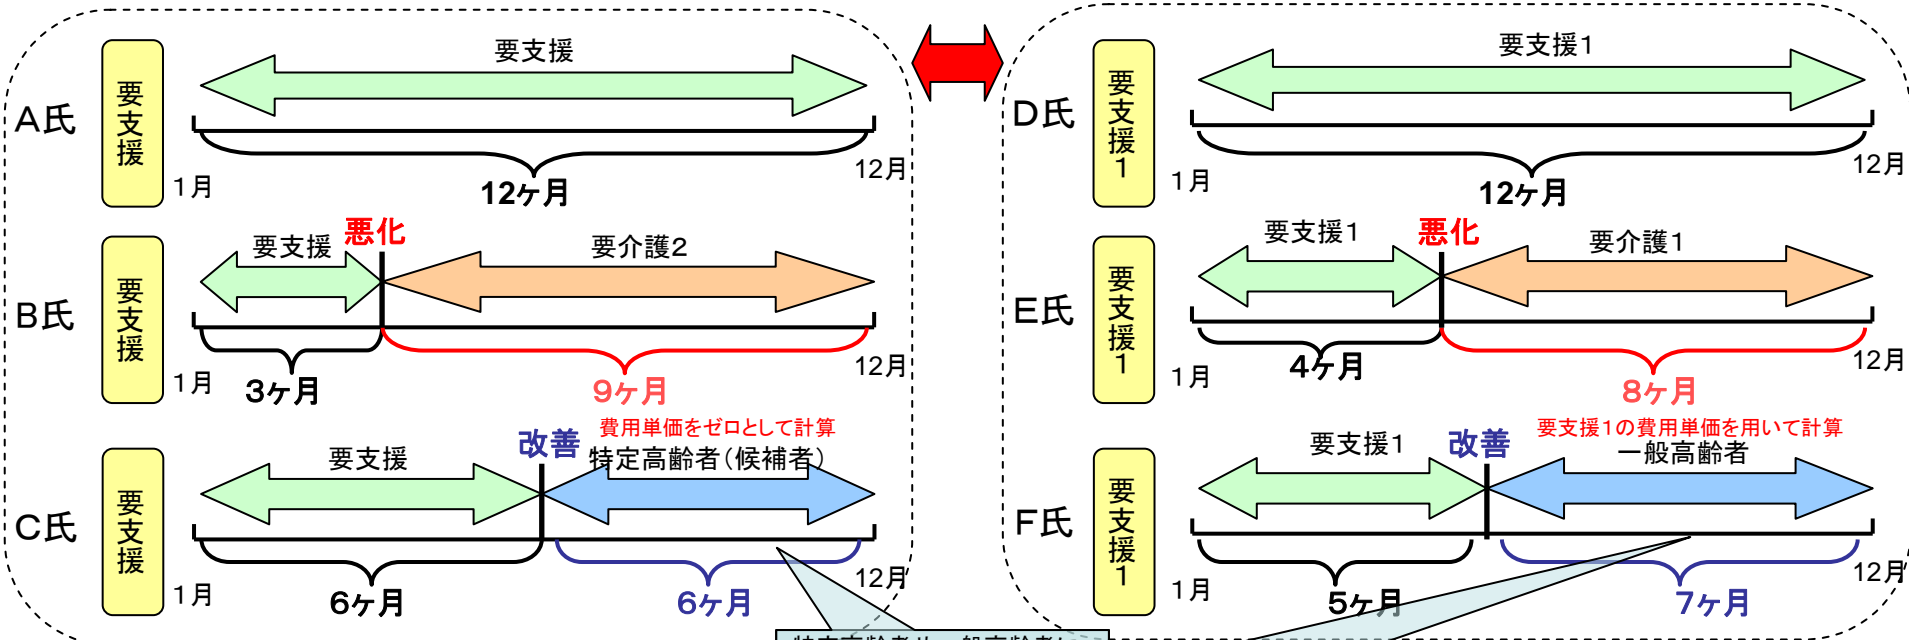 要支援
A氏
要支援
1月
12ヶ月
12月
悪化
要支援
要介護2
B氏
要支援
1月
3ヶ月
9ヶ月
12月
費用単価をゼロとして計算
改善
要支援
特定高齢者(候補者)
C氏
要支援
1月
6ヶ月
6ヶ月
12月
要支援1
D氏
要支援1
1月
12ヶ月
12月
要支援1
悪化
要介護1
E氏
要支援1
1月
4ヶ月
8ヶ月
12月
要支援1の費用単価を用いて計算
要支援1
改善
一般高齢者
F氏
要支援1
1月
5ヶ月
7ヶ月
12月